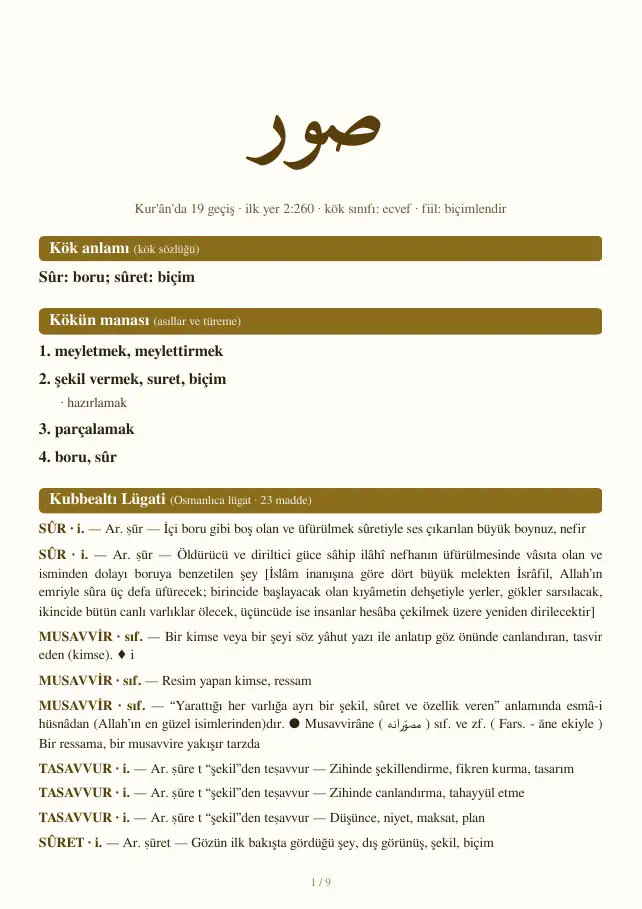 صور
Kur'ân'da 19 geçiş · ilk yer 2:260 · kök sınıfı: ecvef · fiil: biçimlendir
Kök anlamı (kök sözlüğü)
Sûr: boru; sûret: biçim
Kökün manası (asıllar ve türeme)
1. meyletmek, meylettirmek
2. şekil vermek, suret, biçim
· hazırlamak
3. parçalamak
4. boru, sûr
Kubbealtı Lügati (Osmanlıca lügat · 23 madde)
SÛR · i. — Ar. ṣūr — İçi boru gibi boş olan ve üfürülmek sûretiyle ses çıkarılan büyük boynuz, nefir
SÛR · i. — Ar. ṣūr — Öldürücü ve diriltici güce sâhip ilâhî nefhanın üfürülmesinde vâsıta olan ve
isminden dolayı boruya benzetilen şey [İslâm inanışına göre dört büyük melekten İsrâfil, Allah’ın
emriyle sûra üç defa üfürecek; birincide başlayacak olan kıyâmetin dehşetiyle yerler, gökler sarsılacak,
ikincide bütün canlı varlıklar ölecek, üçüncüde ise insanlar hesâba çekilmek üzere yeniden dirilecektir]
MUSAVVİR · sıf. — Bir kimse veya bir şeyi söz yâhut yazı ile anlatıp göz önünde canlandıran, tasvir
eden (kimse). ♦ i
MUSAVVİR · sıf. — Resim yapan kimse, ressam
MUSAVVİR · sıf. — “Yarattığı her varlığa ayrı bir şekil, sûret ve özellik veren” anlamında esmâ-i
hüsnâdan (Allah’ın en güzel isimlerinden)dır. ● Musavvirâne ( مصوّرانه ) sıf. ve zf. ( Fars. - āne ekiyle )
Bir ressama, bir musavvire yakışır tarzda
TASAVVUR · i. — Ar. ṣūre t “şekil”den teṣavvur — Zihinde şekillendirme, fikren kurma, tasarım
TASAVVUR · i. — Ar. ṣūre t “şekil”den teṣavvur — Zihinde canlandırma, tahayyül etme
TASAVVUR · i. — Ar. ṣūre t “şekil”den teṣavvur — Düşünce, niyet, maksat, plan
SÛRET · i. — Ar. ṣūret — Gözün ilk bakışta gördüğü şey, dış görünüş, şekil, biçim
1 / 9